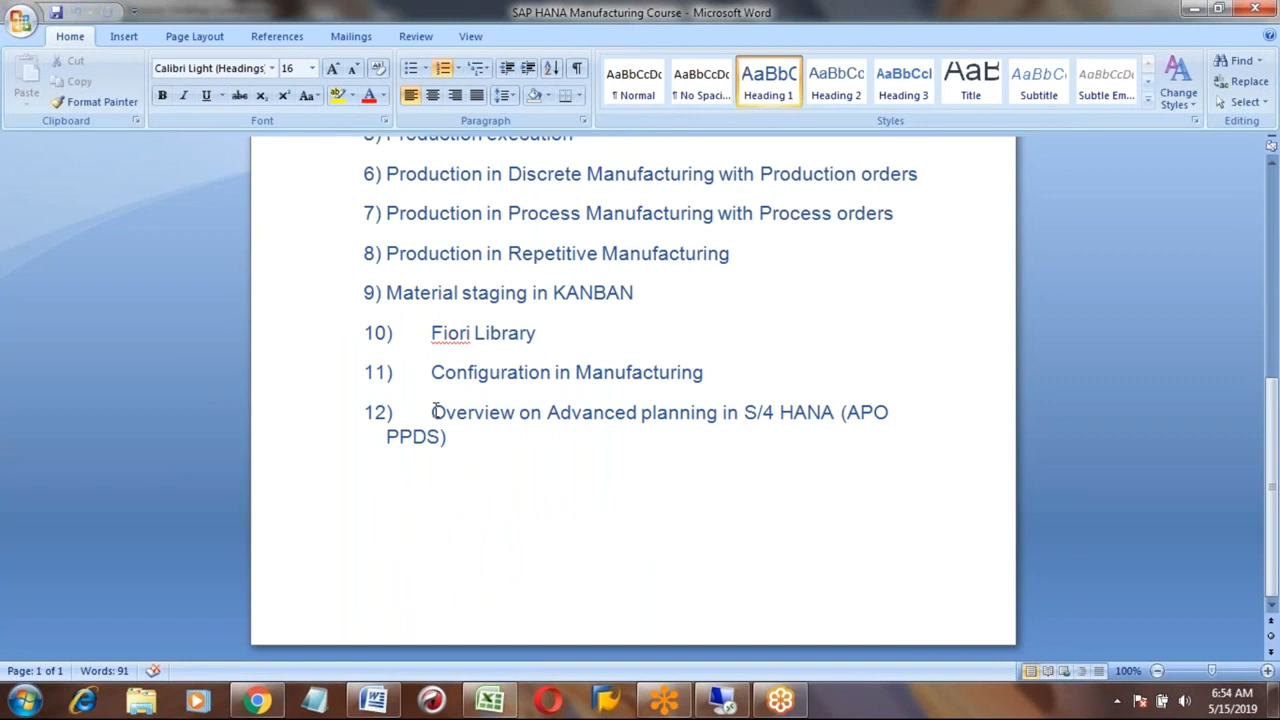 SAP HANA Manufacturing Course - Microsoft Word
Home Insert Page Layout References Mailings Review View
Cut
Copy
Format Painter
Paste
Clipboard
Calibri Light (Headings) 16
Font
Paragraph
AaBbCcDc AaBbCcDc AaBbC AaBbCc AaBbCcI AaB AaBbCcL AaBbCcDc
¶ Normal ¶ No Spaci... Heading 1 Heading 2 Heading 3 Title Subtitle Subtle Em...
Change Styles
Styles
Find
Replace
Select
Editing
5) Production execution
6) Production in Discrete Manufacturing with Production orders
7) Production in Process Manufacturing with Process orders
8) Production in Repetitive Manufacturing
9) Material staging in KANBAN
10) Fiori Library
11) Configuration in Manufacturing
12) Overview on Advanced planning in S/4 HANA (APO
PPDS)
Page: 1 of 1 Words: 91
100%
6:54 AM
5/15/2019